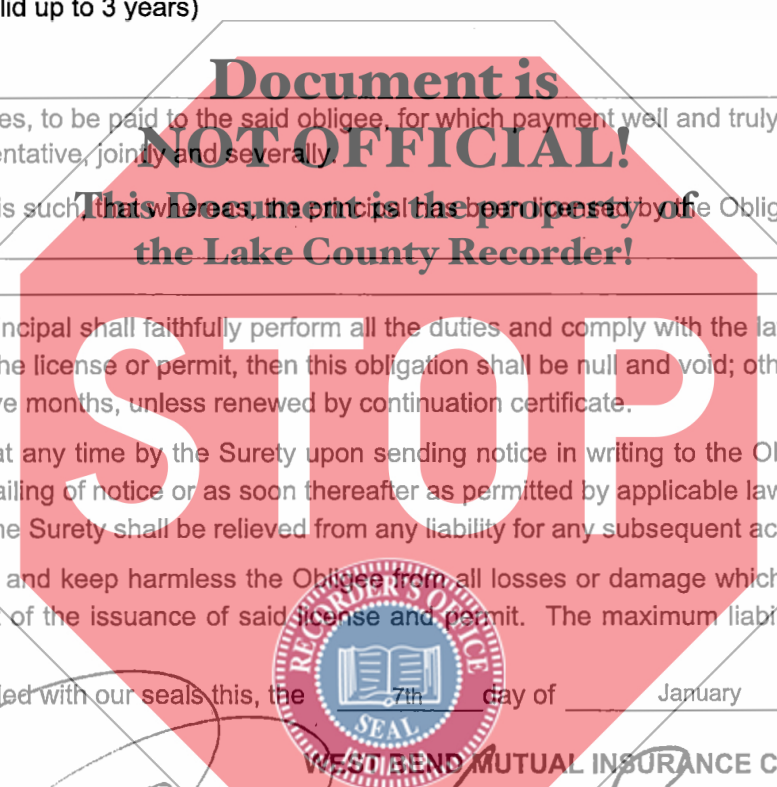 lid up to 3 years)
Document is
es, to be paid to the said obligee, for which payment well and truly
NOT OFFICIAL!
entative, jointly and severally.
is such, that whereas, the principal has been licensed by the Oblig
This Document is the property of
the Lake County Recorder!
incipal shall faithfully perform all the duties and comply with the la
he license or permit, then this obligation shall be null and void; oth
ve months, unless renewed by continuation certificate.
STOP
at any time by the Surety upon sending notice in writing to the Ol
ailing of notice or as soon thereafter as permitted by applicable law
he Surety shall be relieved from any liability for any subsequent ac
and keep harmless the Obligee from all losses or damage which
of the issuance of said license and permit. The maximum liabi
RECORDER'S OFFICE
ied with our seals this, the 7th day of January
SEAL
WEST BEND MUTUAL INSURANCE C